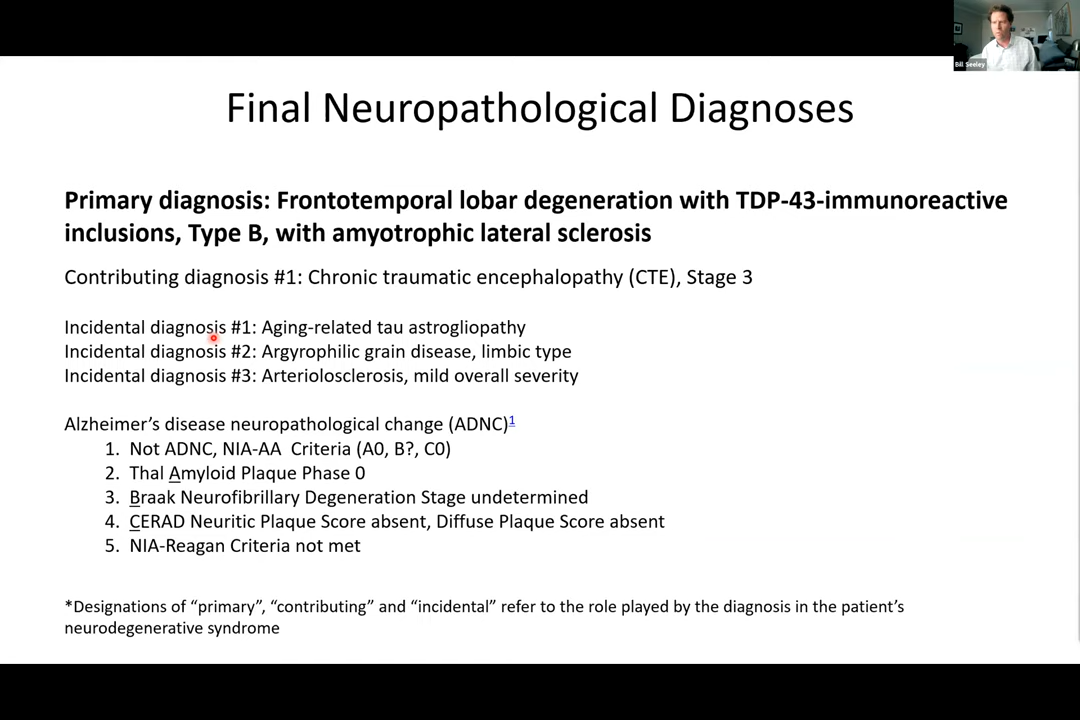 Bill Seeley
Final Neuropathological Diagnoses
Primary diagnosis: Frontotemporal lobar degeneration with TDP-43-immunoreactive
inclusions, Type B, with amyotrophic lateral sclerosis
Contributing diagnosis #1: Chronic traumatic encephalopathy (CTE), Stage 3
Incidental diagnosis #1: Aging-related tau astrogliopathy
Incidental diagnosis #2: Argyrophilic grain disease, limbic type
Incidental diagnosis #3: Arteriolosclerosis, mild overall severity
Alzheimer’s disease neuropathological change (ADNC)1
1. Not ADNC, NIA-AA Criteria (A0, B?, C0)
2. Thal Amyloid Plaque Phase 0
3. Braak Neurofibrillary Degeneration Stage undetermined
4. CERAD Neuritic Plaque Score absent, Diffuse Plaque Score absent
5. NIA-Reagan Criteria not met
*Designations of “primary”, “contributing” and “incidental” refer to the role played by the diagnosis in the patient’s
neurodegenerative syndrome